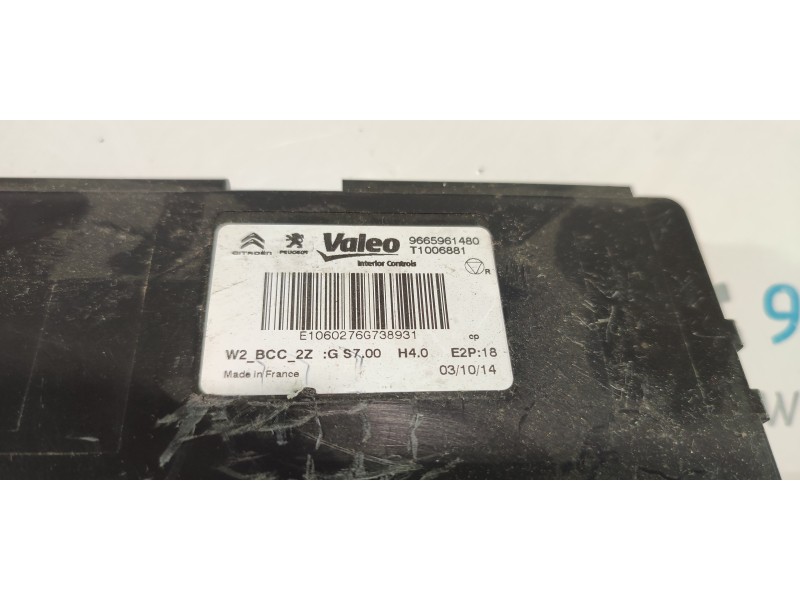 CITROËN PEUGEOT Valeo 9665961480
T1006881
Interior Controls
R
E1060276G738931
cp
W2_BCC_2Z :G S7.00 H4.0 E2P:18
Made in France 03/10/14
9
W